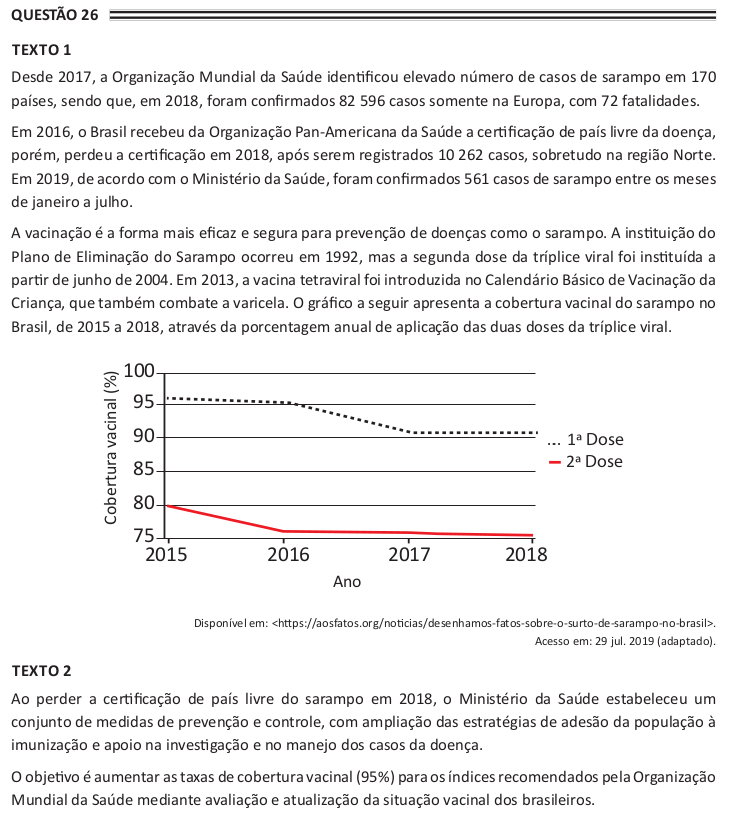 QUESTÃO 26
TEXTO 1
Desde 2017, a Organização Mundial da Saúde identificou elevado número de casos de sarampo em 170
países, sendo que, em 2018, foram confirmados 82 596 casos somente na Europa, com 72 fatalidades.
Em 2016, o Brasil recebeu da Organização Pan-Americana da Saúde a certificação de país livre da doença,
porém, perdeu a certificação em 2018, após serem registrados 10 262 casos, sobretudo na região Norte.
Em 2019, de acordo com o Ministério da Saúde, foram confirmados 561 casos de sarampo entre os meses
de janeiro a julho.
A vacinação é a forma mais eficaz e segura para prevenção de doenças como o sarampo. A instituição do
Plano de Eliminação do Sarampo ocorreu em 1992, mas a segunda dose da tríplice viral foi instituída a
partir de junho de 2004. Em 2013, a vacina tetraviral foi introduzida no Calendário Básico de Vacinação da
Criança, que também combate a varicela. O gráfico a seguir apresenta a cobertura vacinal do sarampo no
Brasil, de 2015 a 2018, através da porcentagem anual de aplicação das duas doses da tríplice viral.
Cobertura vacinal (%)
100
95
90
85
80
75
2015 2016 2017 2018
Ano
1ª Dose
2ª Dose
Disponível em: <https://aosfatos.org/noticias/desenhamos-fatos-sobre-o-surto-de-sarampo-no-brasil>.
Acesso em: 29 jul. 2019 (adaptado).
TEXTO 2
Ao perder a certificação de país livre do sarampo em 2018, o Ministério da Saúde estabeleceu um
conjunto de medidas de prevenção e controle, com ampliação das estratégias de adesão da população à
imunização e apoio na investigação e no manejo dos casos da doença.
O objetivo é aumentar as taxas de cobertura vacinal (95%) para os índices recomendados pela Organização
Mundial da Saúde mediante avaliação e atualização da situação vacinal dos brasileiros.